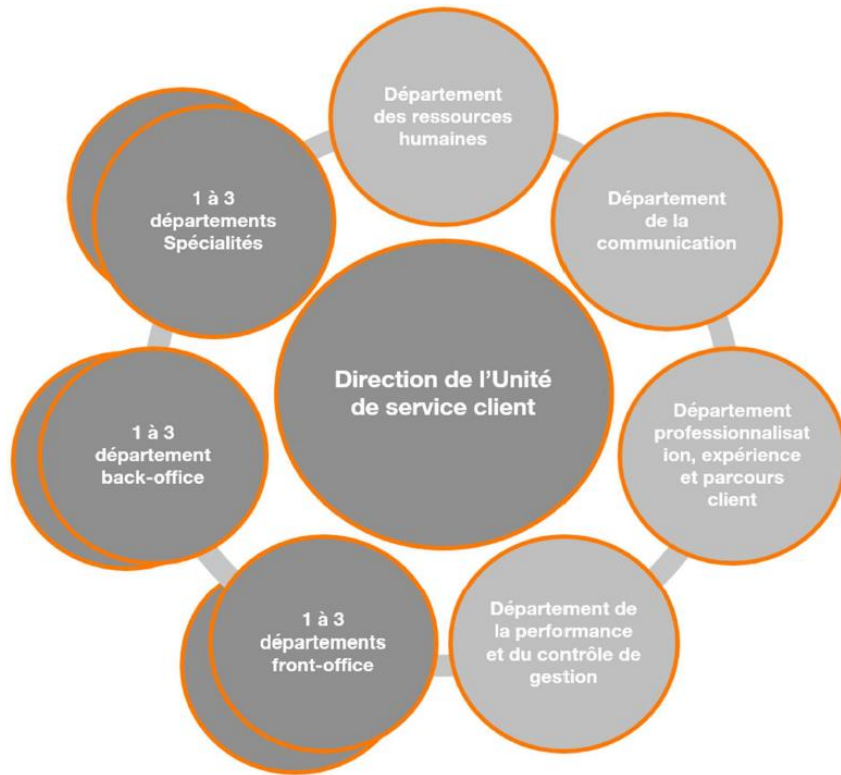 Département
des ressources
humaines
Département
de la
communication
Département
professionnalisat
ion, expérience
et parcours
client
Département de
la performance
et du contrôle de
gestion
1 à 3
départements
front-office
1 à 3
département
back-office
1 à 3
départements
Spécialités
Direction de l’Unité
de service client